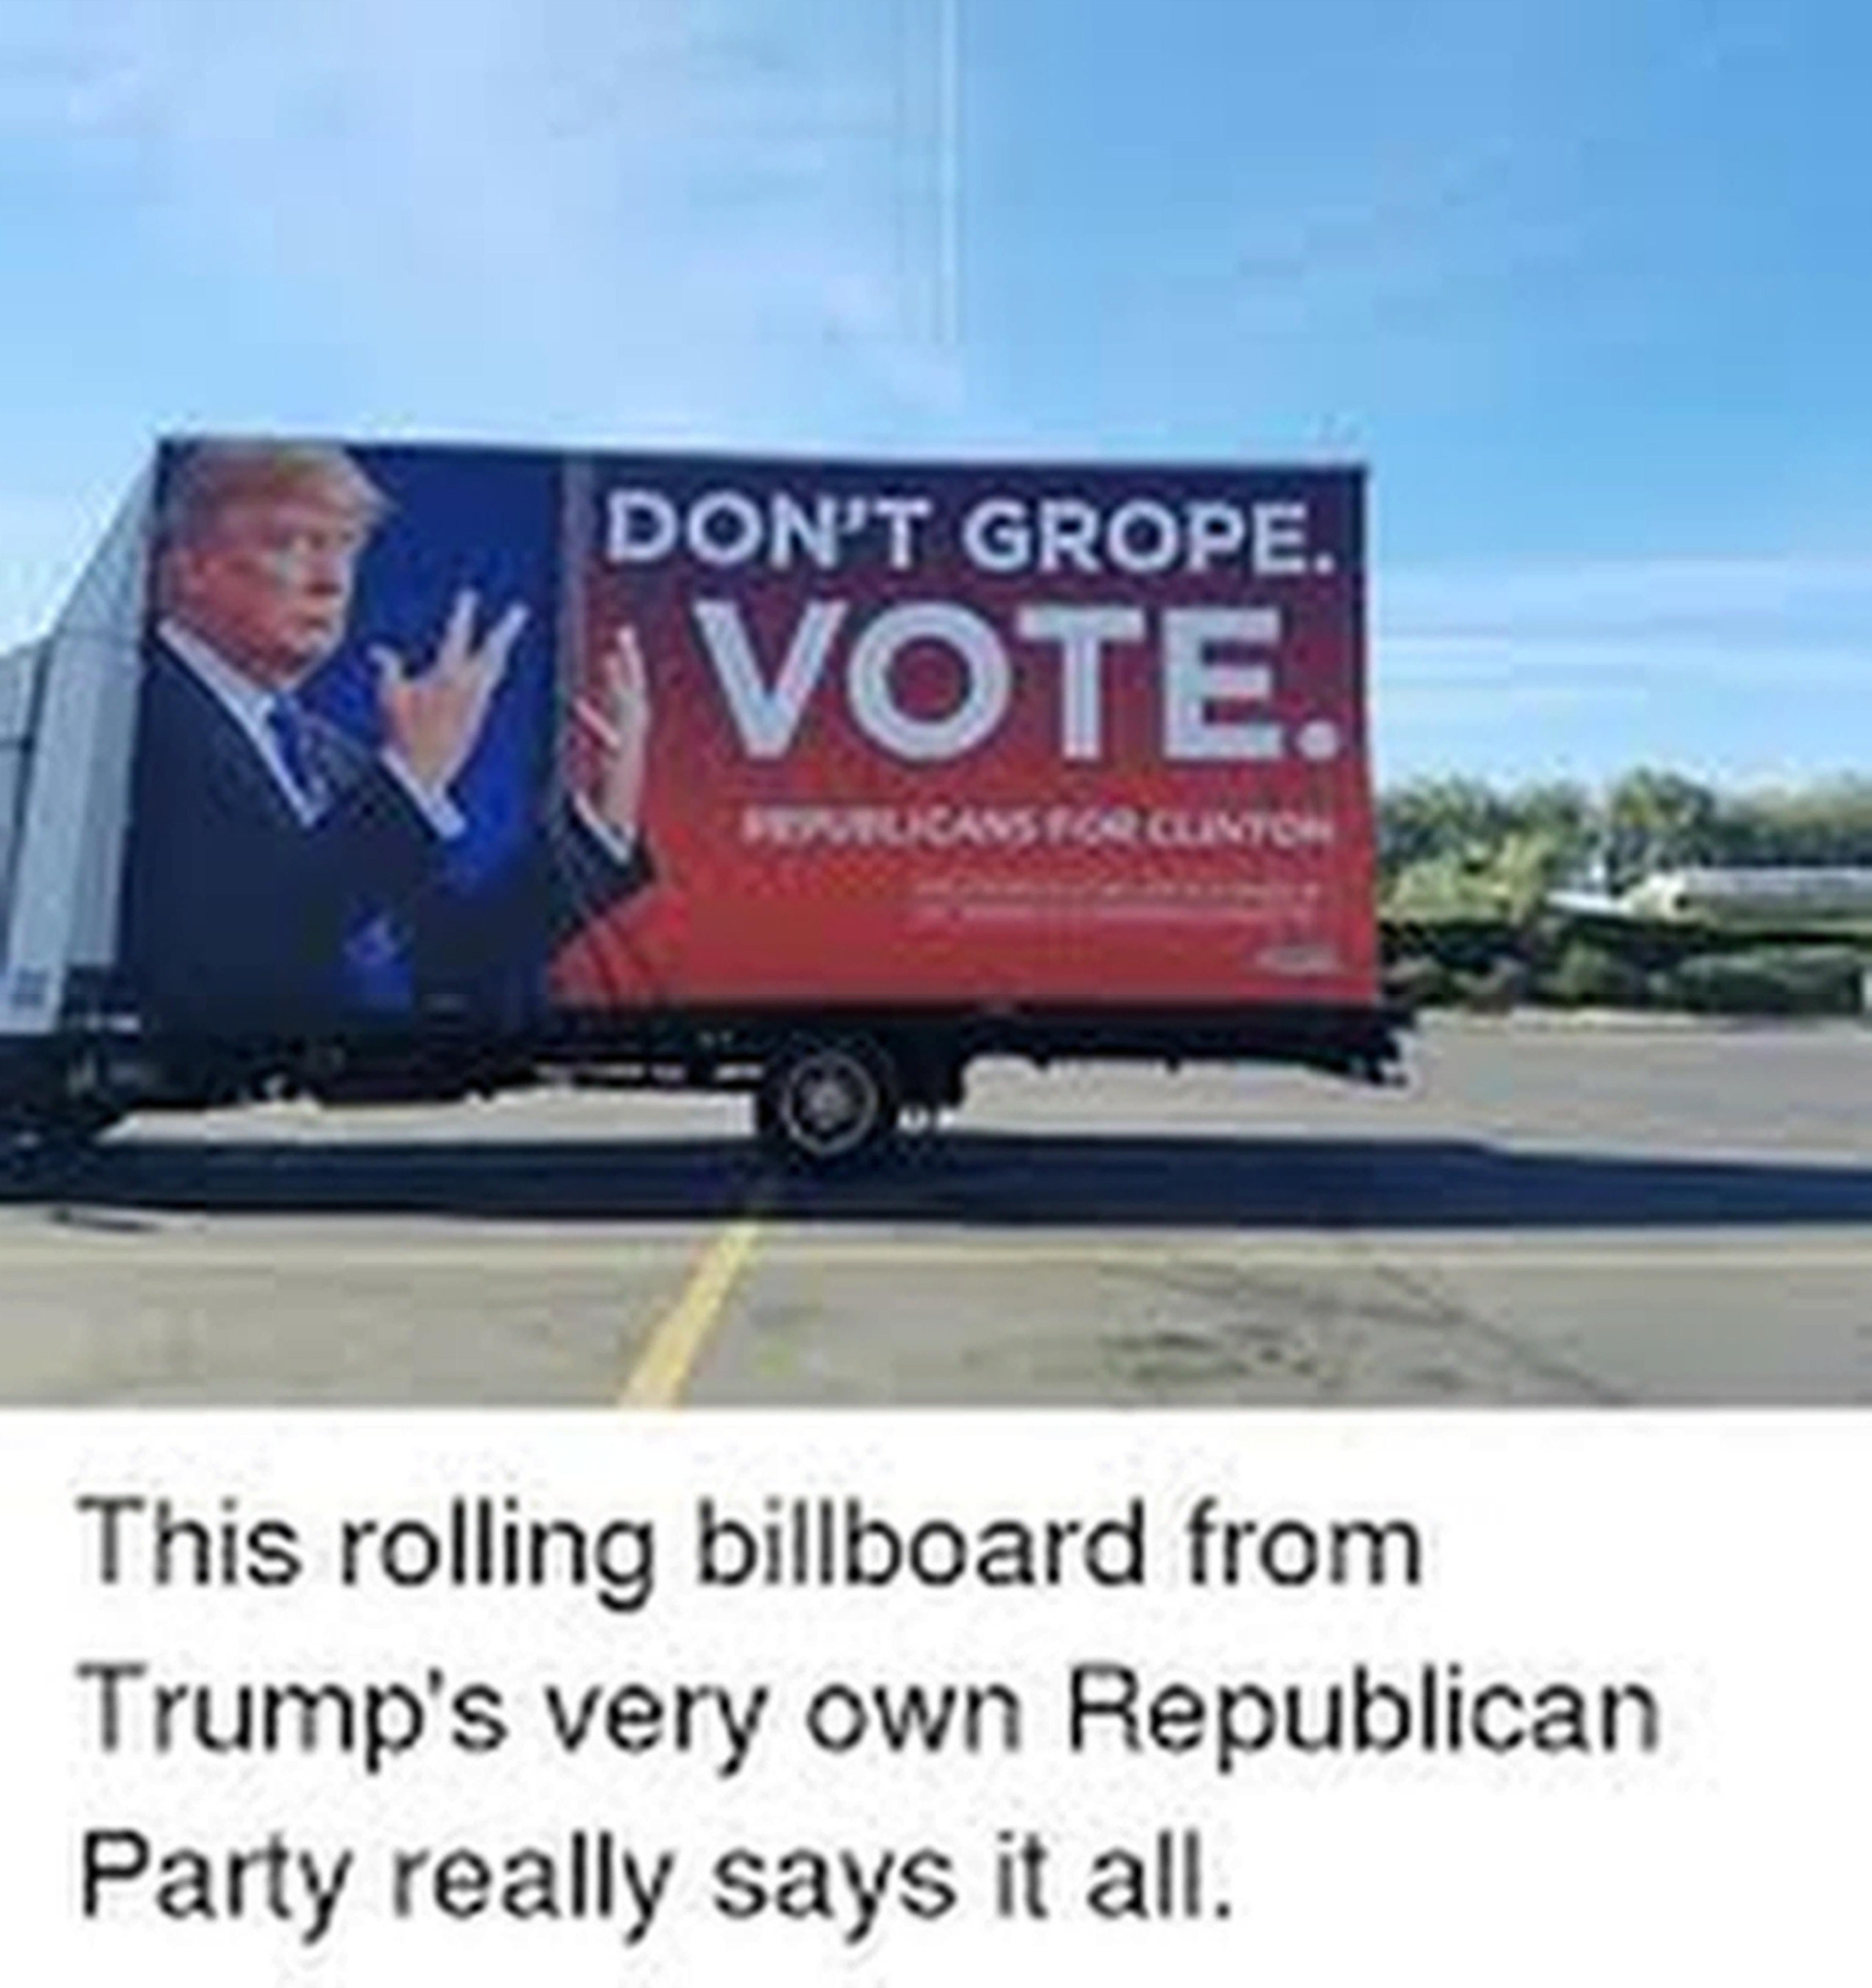 DON'T GROPE.
VOTE.
REPUBLICANS FOR CLINTON
This rolling billboard from
Trump's very own Republican
Party really says it all.